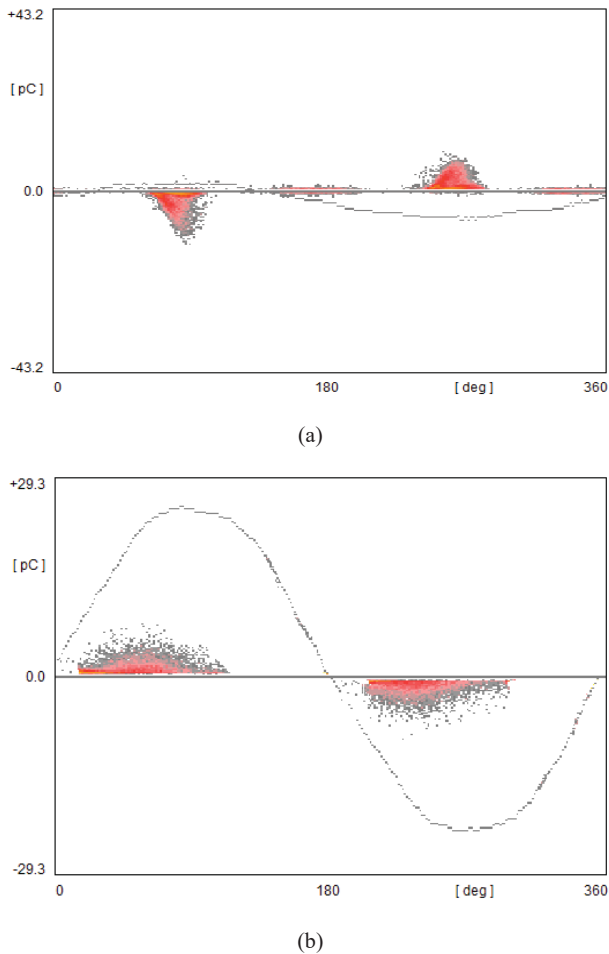 +43.2
[ pC ]
0.0
-43.2
0 180 [ deg ] 360
(a)
+29.3
[ pC ]
0.0
-29.3
0 180 [ deg ] 360
(b)